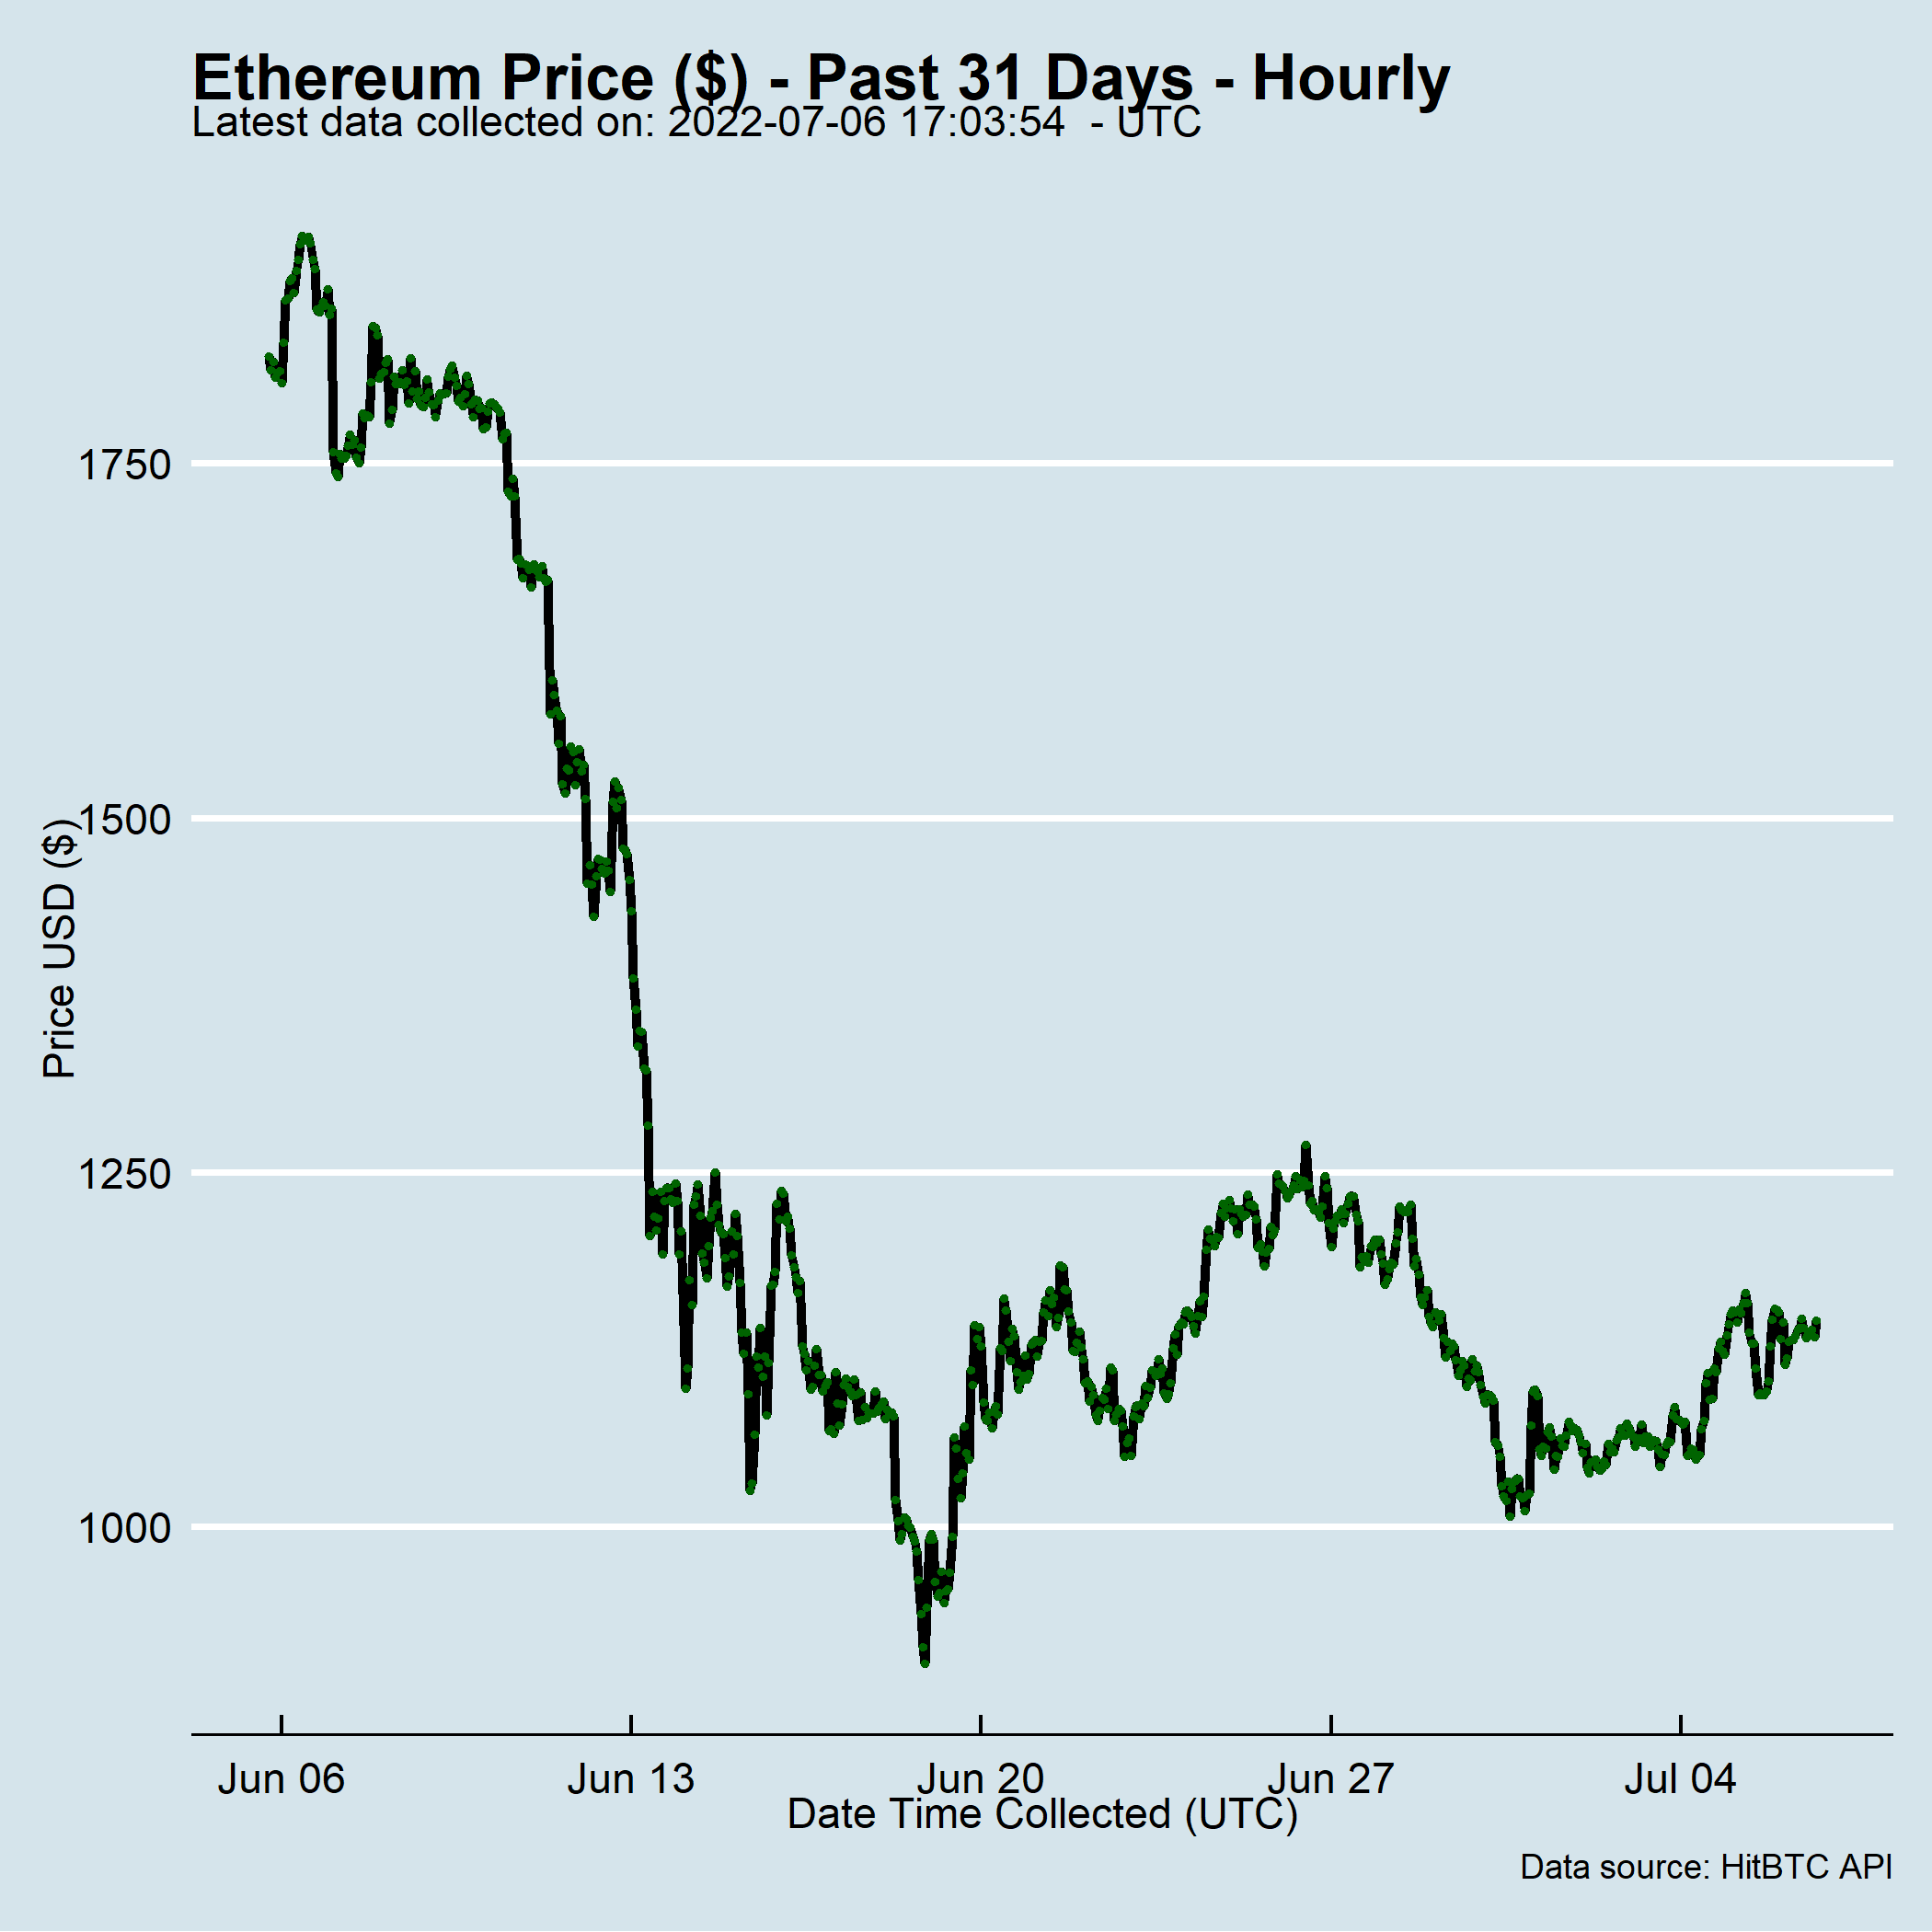 Ethereum Price ($) - Past 31 Days - Hourly
Latest data collected on: 2022-07-06 17:03:54  - UTC
1750
1500
1250
1000
Price USD ($)
Jun 06
Jun 13
Jun 20
Jun 27
Jul 04
Date Time Collected (UTC)
Data source: HitBTC API